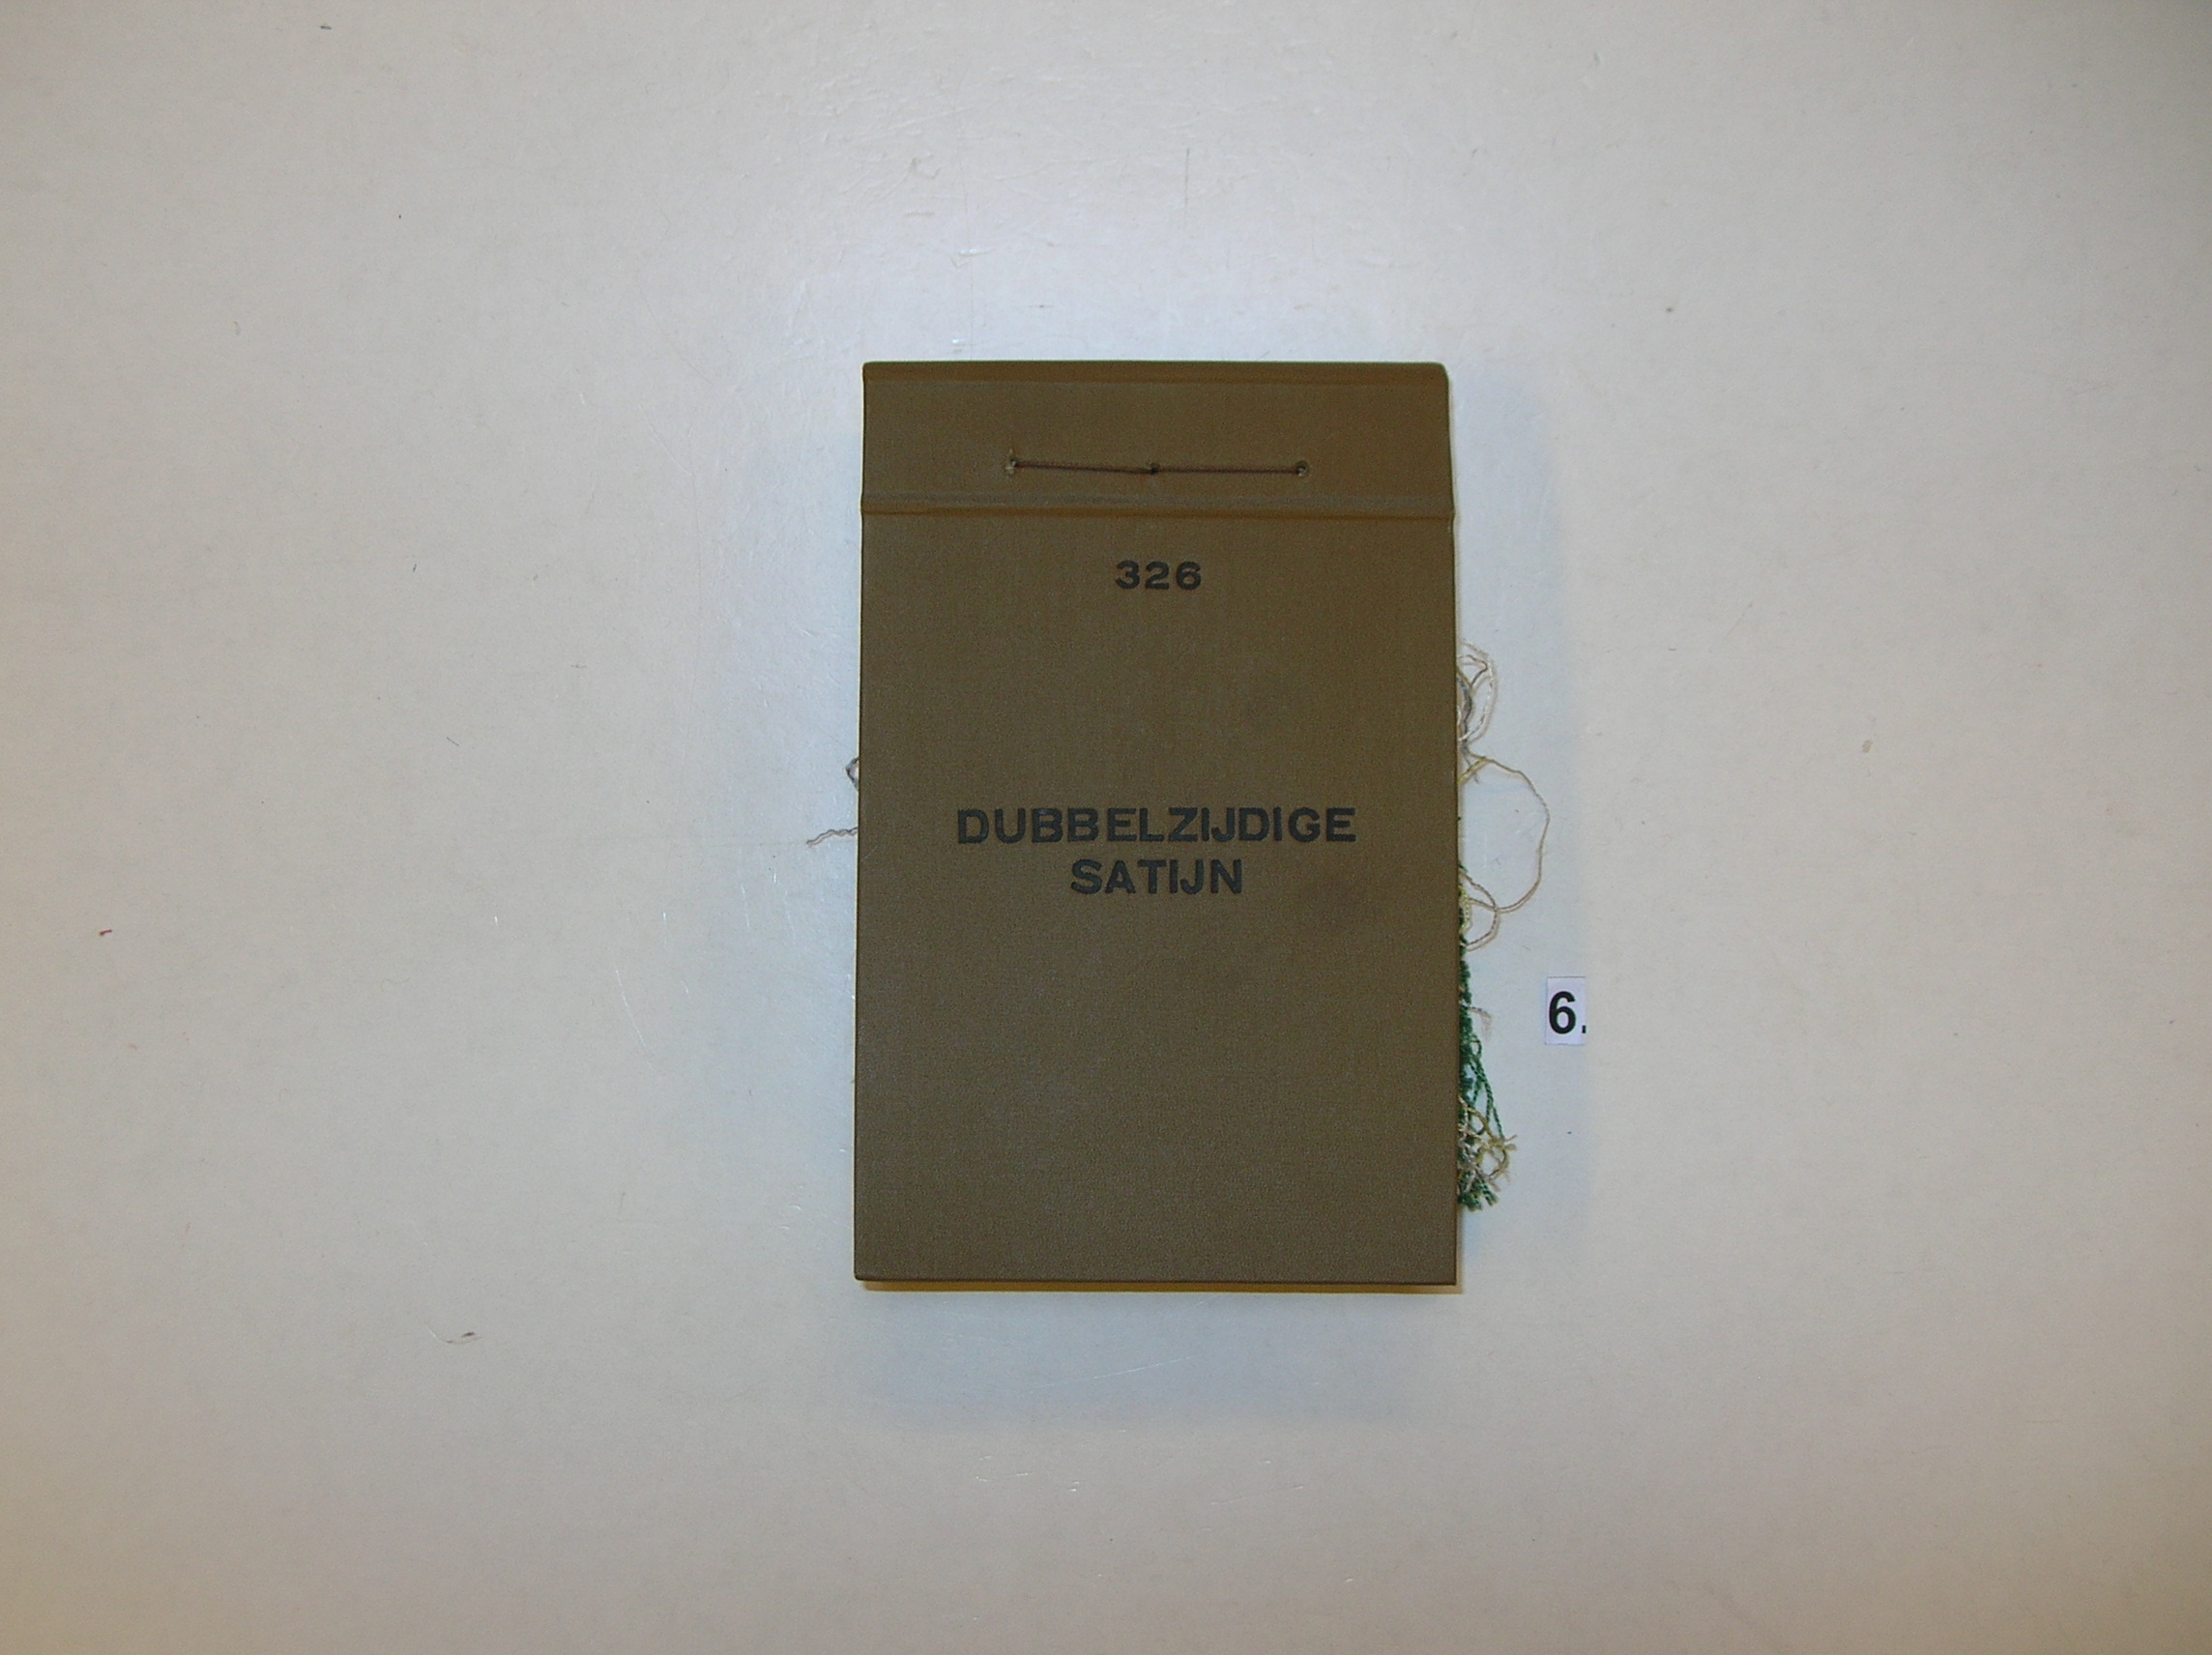 326
DUBBELZIJDIGE
SATIJN
6.